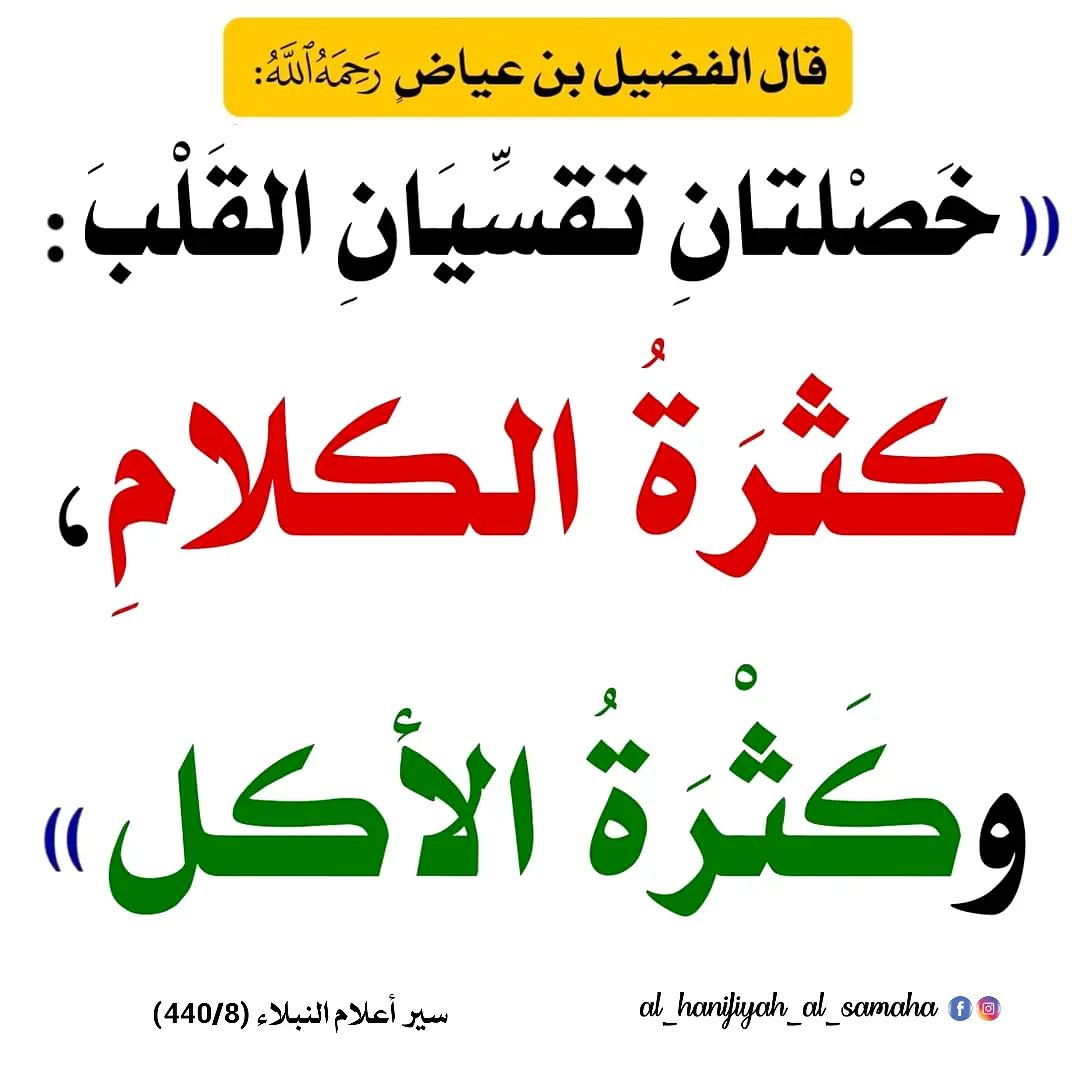 قال الفضيل بن عياضٍ رَحِمَهُ ٱللَّهُ:
(( خَصْلتانِ تقسِّيَانِ القَلْبَ :
كثرَةُ الكلامِ،
وكَثْرَةُ الأكل ))
سير أعلام النبلاء (440/8)
al_hanifiyah_al_samaha